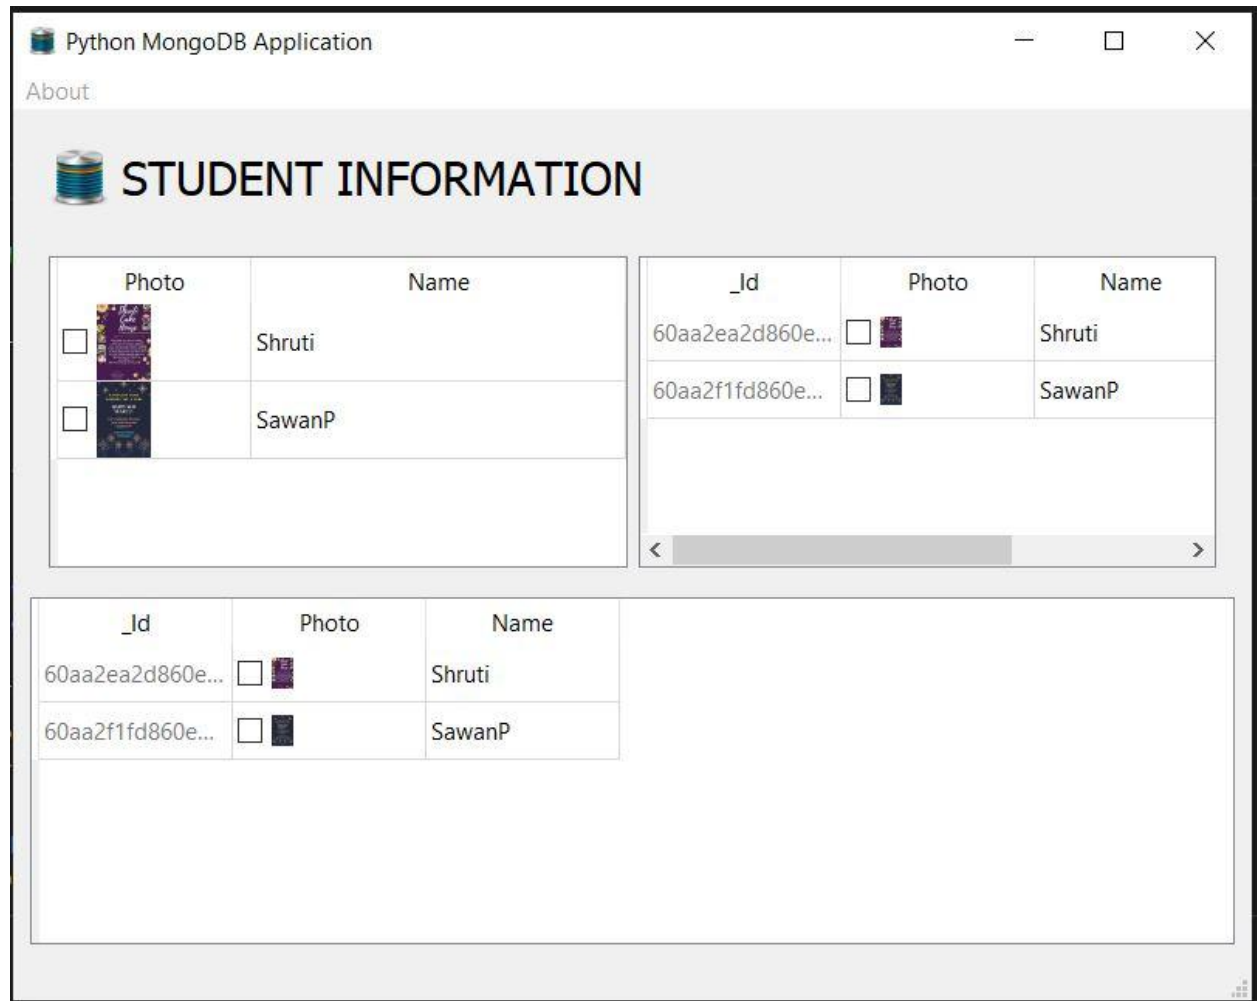 Python MongoDB Application
About
STUDENT INFORMATION
Photo Name
Shruti
SawanP
_Id Photo Name
60aa2ea2d860e... Shruti
60aa2f1fd860e... SawanP
_Id Photo Name
60aa2ea2d860e... Shruti
60aa2f1fd860e... SawanP